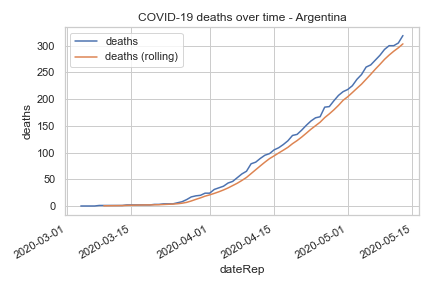 COVID-19 deaths over time - Argentina
deaths
deaths (rolling)
300
250
200
150
100
50
0
deaths
2020-03-01
2020-03-15
2020-04-01
2020-04-15
2020-05-01
2020-05-15
dateRep